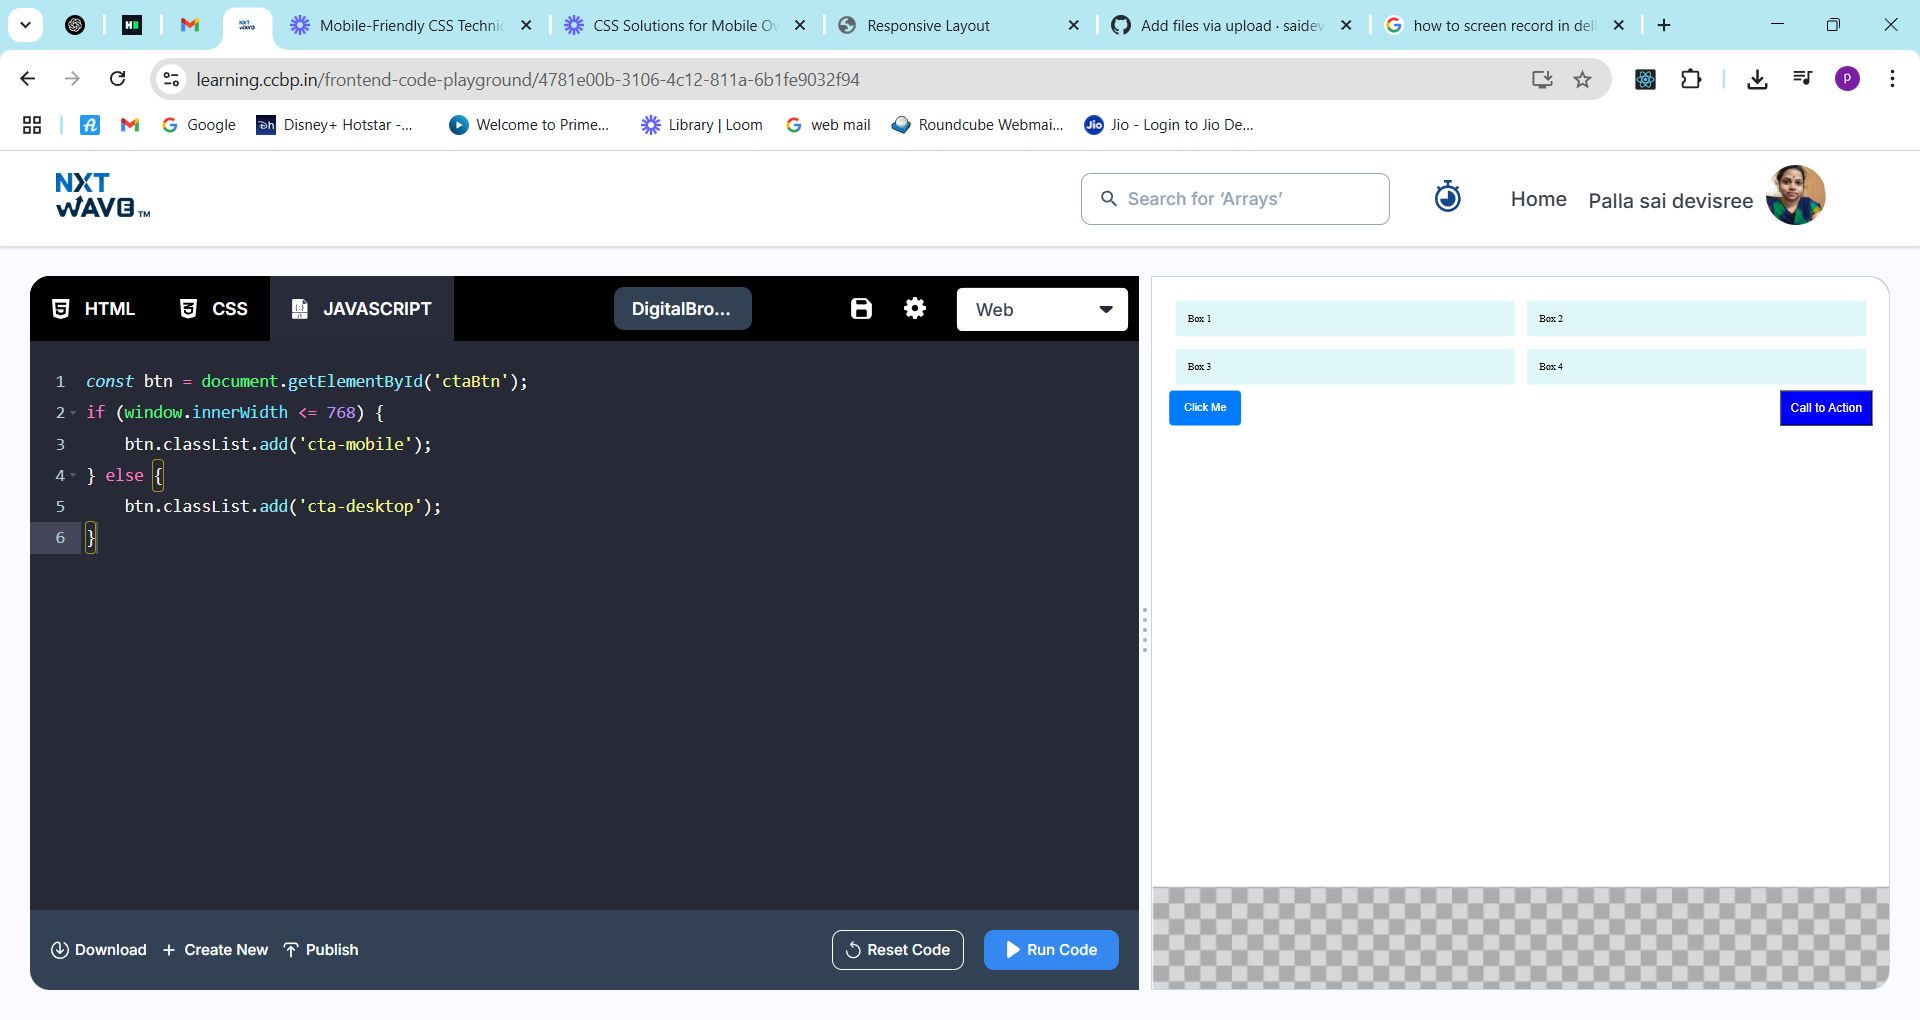 Mobile-Friendly CSS Technic
CSS Solutions for Mobile Ov
Responsive Layout
Add files via upload · saidev
how to screen record in dell
learning.ccbp.in/frontend-code-playground/4781e00b-3106-4c12-811a-6b1fe9032f94
P
Google
Disney+ Hotstar -...
Welcome to Prime...
Library | Loom
web mail
Roundcube Webmai...
Jio - Login to Jio De...
NXT
WAVE TM
Search for ‘Arrays’
Home
Palla sai devisree
HTML
CSS
JAVASCRIPT
DigitalBro...
Web
1 const btn = document.getElementById('ctaBtn');
2 if (window.innerWidth <= 768) {
3 btn.classList.add('cta-mobile');
4 } else {
5 btn.classList.add('cta-desktop');
6 }
Box 1
Box 2
Box 3
Box 4
Click Me
Call to Action
Download
+ Create New
Publish
Reset Code
Run Code